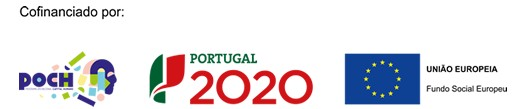 Cofinanciado por:
POCH
PORTUGAL
2020
UNIÃO EUROPEIA
Fundo Social Europeu